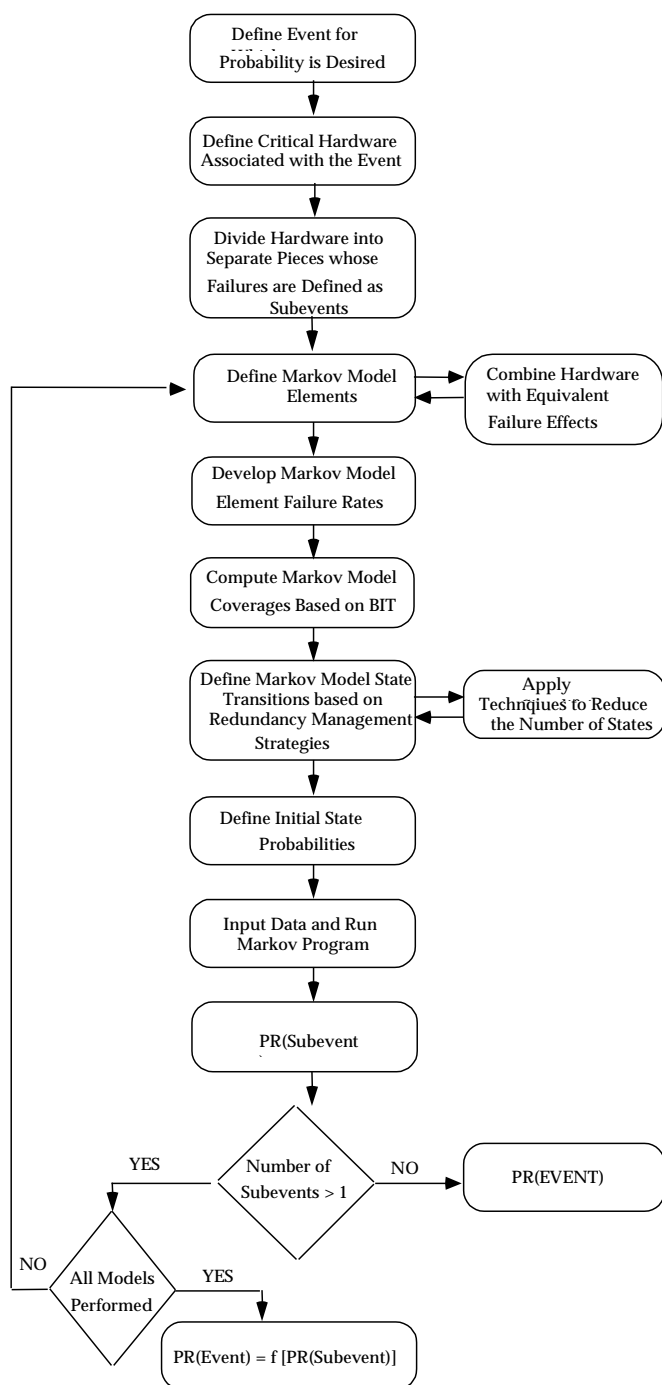 Define Event for
Probability is Desired
Define Critical Hardware
Associated with the Event
Divide Hardware into
Separate Pieces whose
Failures are Defined as
Subevents
Define Markov Model
Elements
Combine Hardware
with Equivalent
Failure Effects
Develop Markov Model
Element Failure Rates
Compute Markov Model
Coverages Based on BIT
Define Markov Model State
Transitions based on
Redundancy Management
Strategies
Apply
Technqiues to Reduce
the Number of States
Define Initial State
Probabilities
Input Data and Run
Markov Program
PR(Subevent
Number of
Subevents > 1
YES
NO
PR(EVENT)
All Models
Performed
NO
YES
PR(Event) = f [PR(Subevent)]